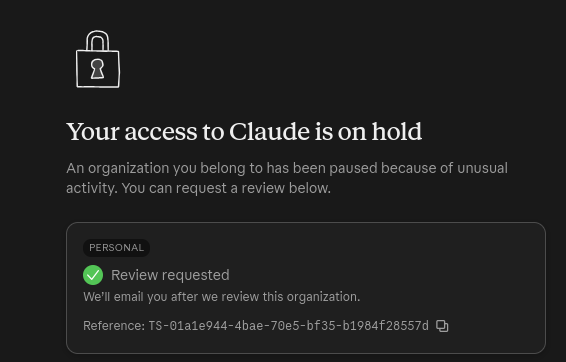 Your access to Claude is on hold
An organization you belong to has been paused because of unusual
activity. You can request a review below.
PERSONAL
Review requested
We'll email you after we review this organization.
Reference: TS-01a1e944-4bae-70e5-bf35-b1984f28557d